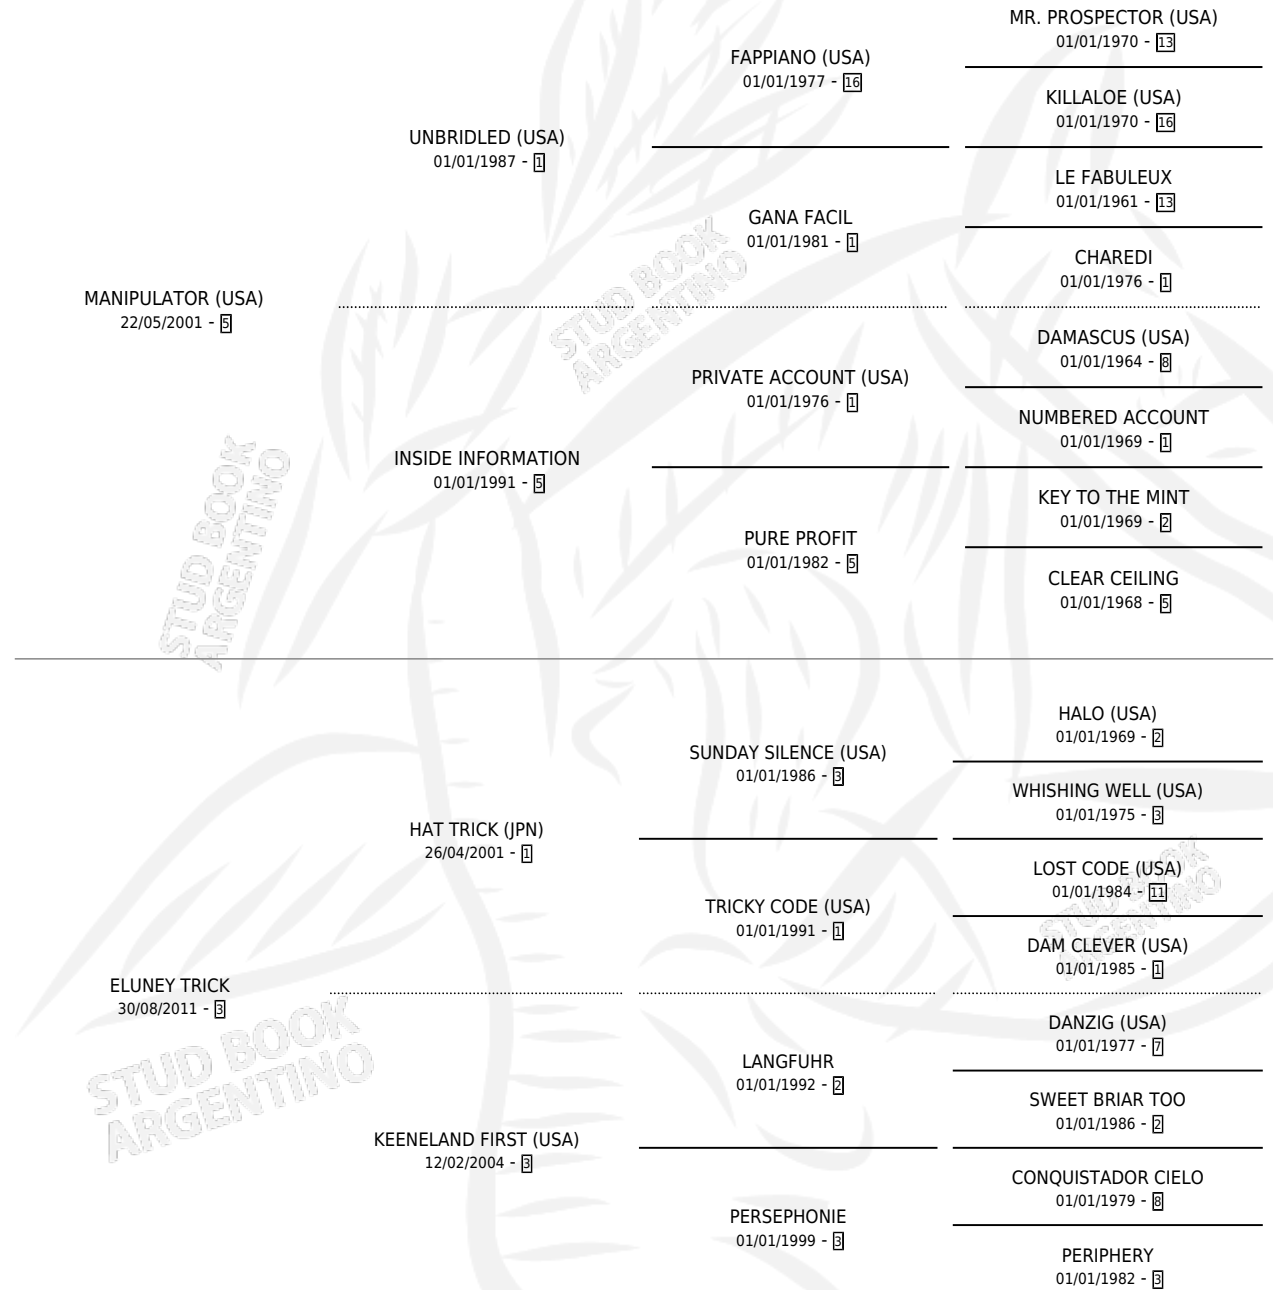 MR. PROSPECTOR (USA)
01/01/1970 - 13
FAPPIANO (USA)
01/01/1977 - 16
KILLALOE (USA)
01/01/1970 - 16
UNBRIDLED (USA)
01/01/1987 - 1
LE FABULEUX
01/01/1961 - 13
GANA FACIL
01/01/1981 - 1
CHAREDI
01/01/1976 - 1
MANIPULATOR (USA)
22/05/2001 - 5
DAMASCUS (USA)
01/01/1964 - 8
PRIVATE ACCOUNT (USA)
01/01/1976 - 1
NUMBERED ACCOUNT
01/01/1969 - 1
INSIDE INFORMATION
01/01/1991 - 5
KEY TO THE MINT
01/01/1969 - 2
PURE PROFIT
01/01/1982 - 5
CLEAR CEILING
01/01/1968 - 5
HALO (USA)
01/01/1969 - 2
SUNDAY SILENCE (USA)
01/01/1986 - 3
WHISHING WELL (USA)
01/01/1975 - 3
HAT TRICK (JPN)
26/04/2001 - 1
LOST CODE (USA)
01/01/1984 - 11
TRICKY CODE (USA)
01/01/1991 - 1
DAM CLEVER (USA)
01/01/1985 - 1
ELUNEY TRICK
30/08/2011 - 3
DANZIG (USA)
01/01/1977 - 7
LANGFUHR
01/01/1992 - 2
SWEET BRIAR TOO
01/01/1986 - 2
KEENELAND FIRST (USA)
12/02/2004 - 3
CONQUISTADOR CIELO
01/01/1979 - 8
PERSEPHONIE
01/01/1999 - 3
PERIPHERY
01/01/1982 - 3
STUD BOOK
ARGENTINO
STUD BOOK
ARGENTINO
STUD BOOK
ARGENTINO
STUD BOOK
ARGENTINO